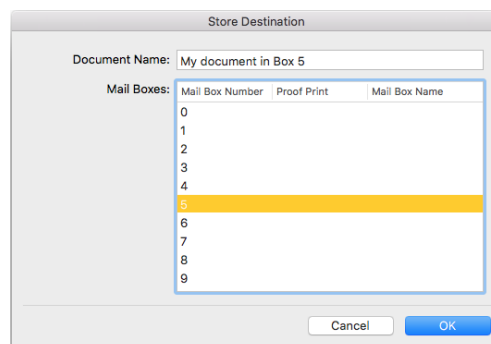 Store Destination
Document Name: My document in Box 5
Mail Boxes: Mail Box Number Proof Print Mail Box Name
0
1
2
3
4
5
6
7
8
9
Cancel OK